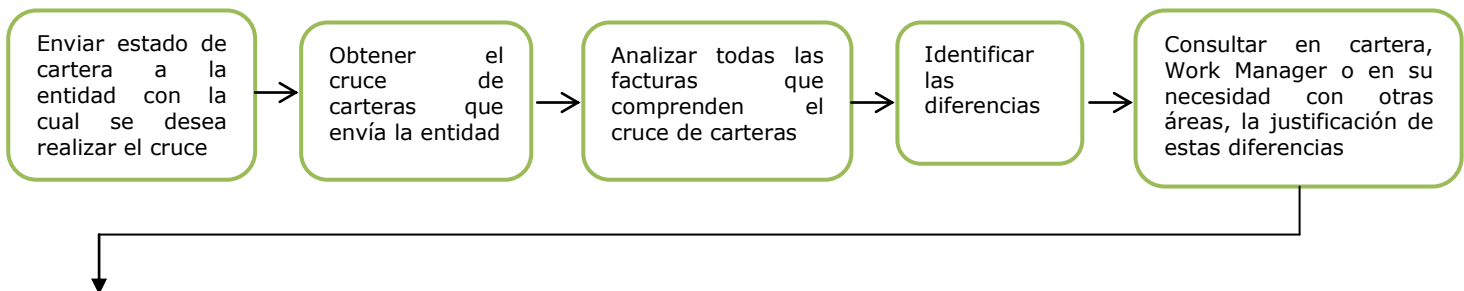 Enviar estado de
cartera a la
entidad con la
cual se desea
realizar el cruce
Obtener el
cruce de
carteras que
envía la entidad
Analizar todas las
facturas que
comprenden el
cruce de carteras
Identificar
las
diferencias
Consultar en cartera,
Work Manager o en su
necesidad con otras
áreas, la justificación de
estas diferencias